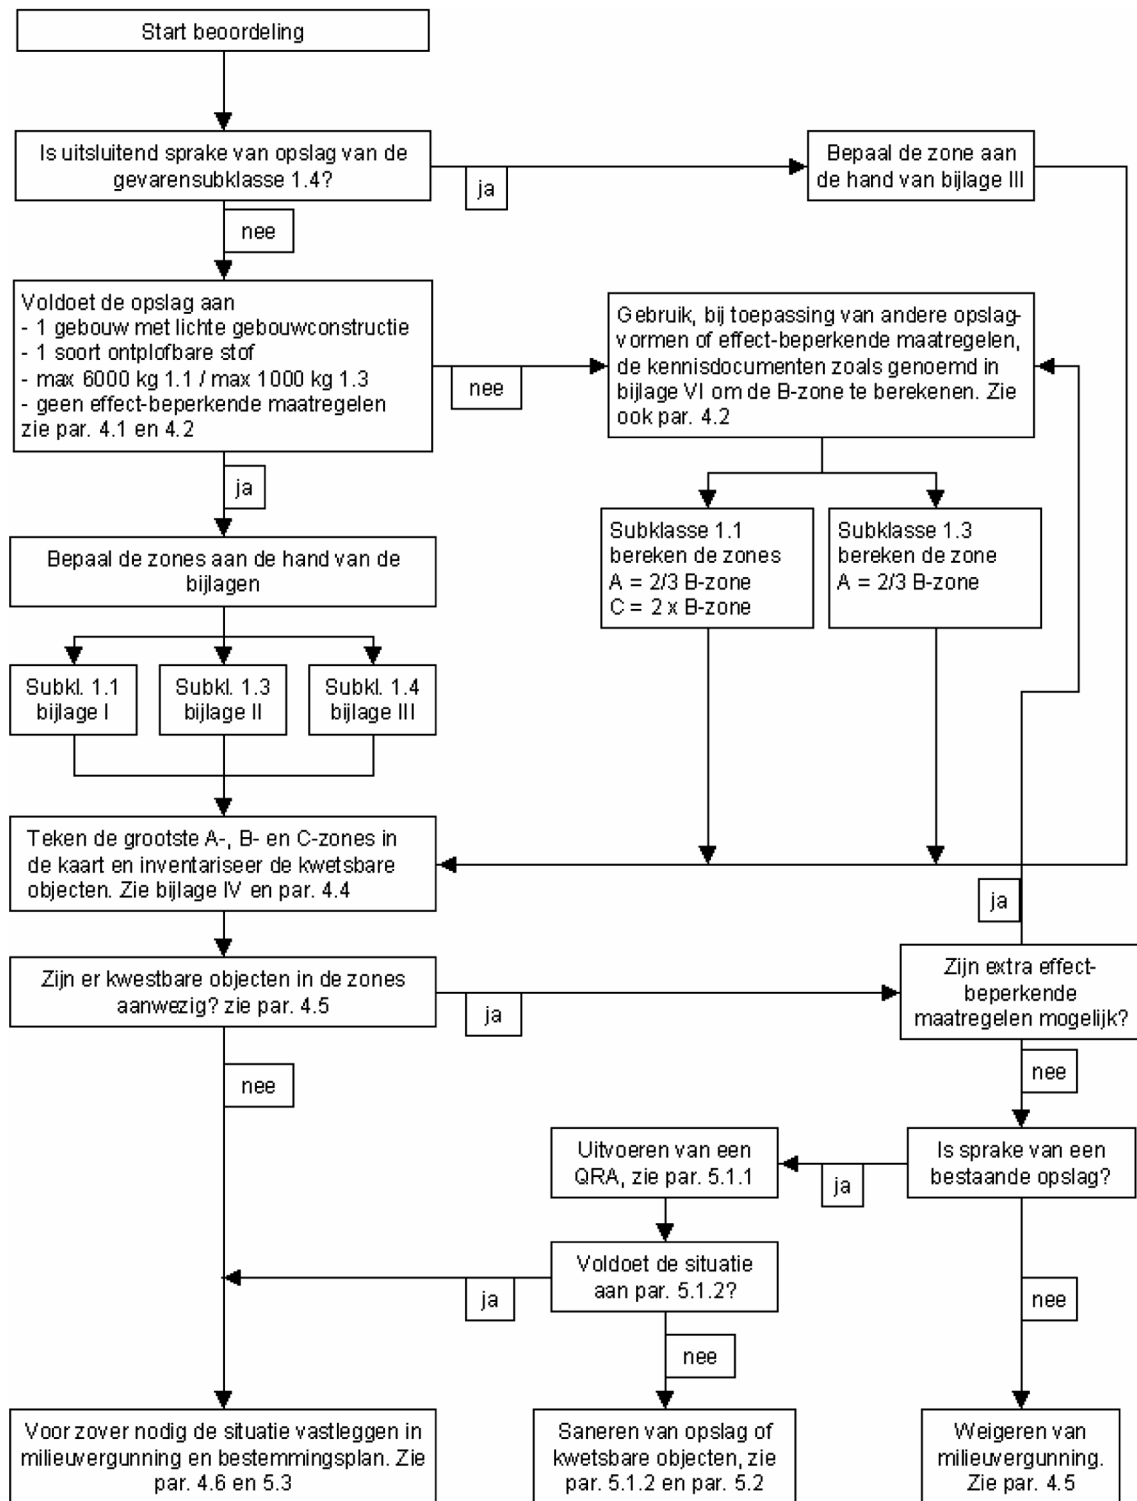 Start beoordeling
Is uitsluitend sprake van opslag van de
gevarensubklasse 1.4?
ja
Bepaal de zone aan
de hand van bijlage III
nee
Voldoet de opslag aan
- 1 gebouw met lichte gebouwconstructie
- 1 soort ontplofbare stof
- max 6000 kg 1.1 / max 1000 kg 1.3
- geen effect-beperkende maatregelen
zie par. 4.1 en 4.2
nee
Gebruik, bij toepassing van andere opslag-
vormen of effect-beperkende maatregelen,
de kennisdocumenten zoals genoemd in
bijlage VI om de B-zone te berekenen. Zie
ook par. 4.2
ja
Subklasse 1.1
bereken de zones
A = 2/3 B-zone
C = 2 x B-zone
Subklasse 1.3
bereken de zone
A = 2/3 B-zone
Bepaal de zones aan de hand van de
bijlagen
Subkl. 1.1
bijlage I
Subkl. 1.3
bijlage II
Subkl. 1.4
bijlage III
Teken de grootste A-, B- en C-zones in
de kaart en inventariseer de kwetsbare
objecten. Zie bijlage IV en par. 4.4
ja
Zijn er kwestbare objecten in de zones
aanwezig? zie par. 4.5
ja
Zijn extra effect-
beperkende
maatregelen mogelijk?
nee
nee
Uitvoeren van een
QRA, zie par. 5.1.1
ja
Is sprake van een
bestaande opslag?
Voldoet de situatie
aan par. 5.1.2?
ja
nee
nee
Voor zover nodig de situatie vastleggen in
milieuvergunning en bestemmingsplan. Zie
par. 4.6 en 5.3
Saneren van opslag of
kwetsbare objecten, zie
par. 5.1.2 en par. 5.2
Weigeren van
milieuvergunning.
Zie par. 4.5